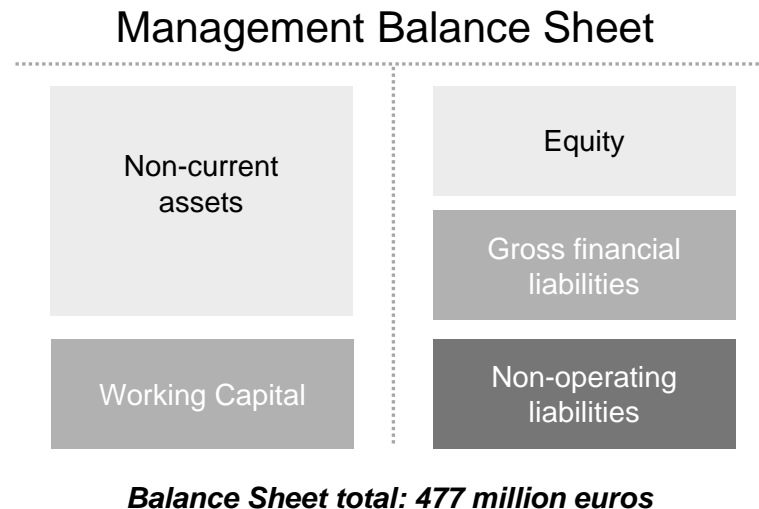 Management Balance Sheet
Non-current
assets
Working Capital
Equity
Gross financial
liabilities
Non-operating
liabilities
Balance Sheet total: 477 million euros